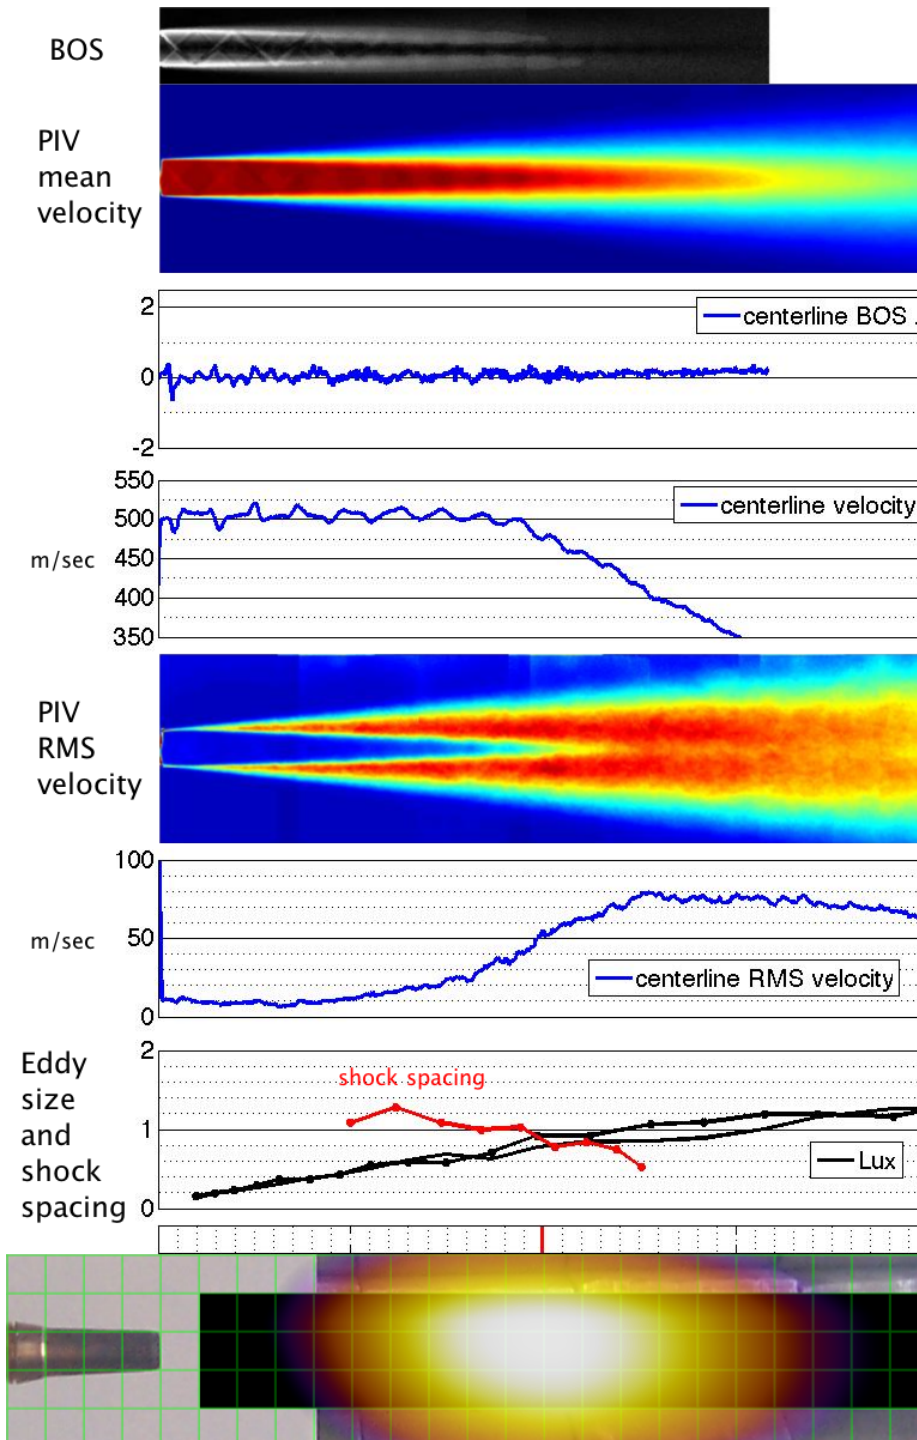 BOS
PIV
mean
velocity
2
0
-2
centerline BOS .
550
500
450
400
350
m/sec
centerline velocity
PIV
RMS
velocity
100
50
0
m/sec
centerline RMS velocity
Eddy
size
and
shock
spacing
2
1
0
shock spacing
Lux